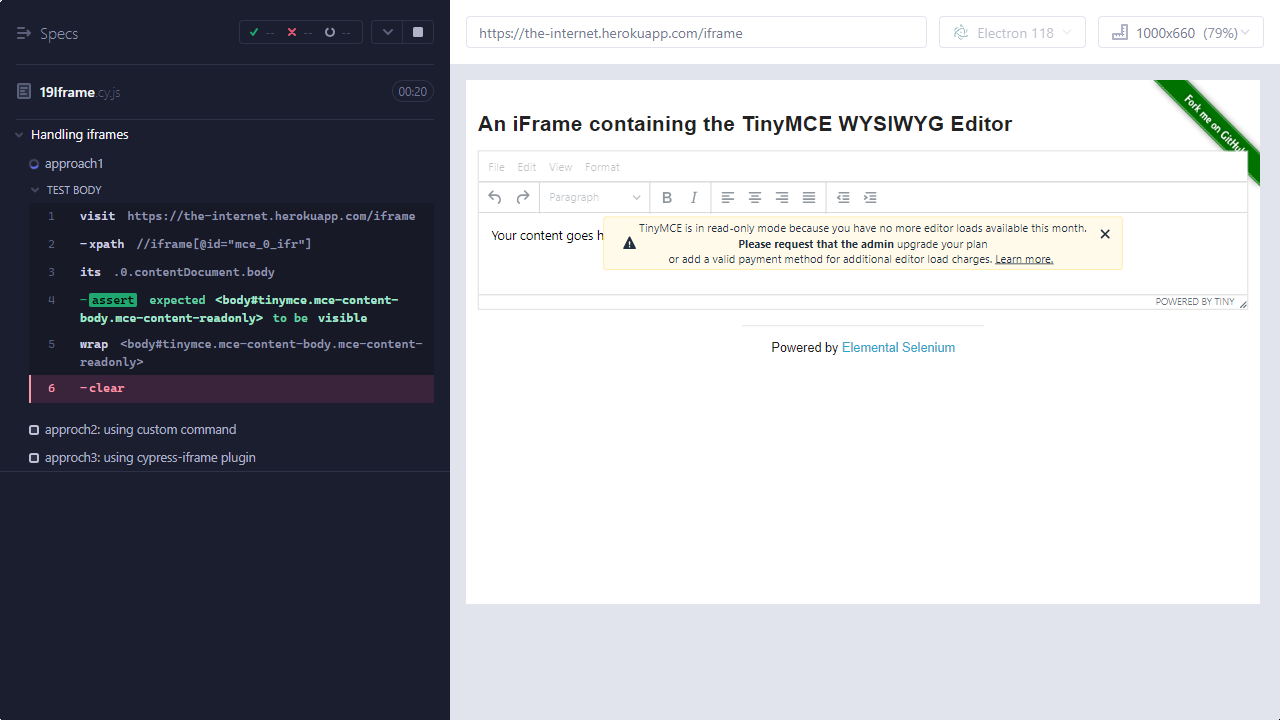 Specs
-- -- --
19Iframe.cy.js
00:20
Handling iframes
approach1
TEST BODY
1 visit https://the-internet.herokuapp.com/iframe
2 -xpath //iframe[@id="mce_0_ifr"]
3 its .0.contentDocument.body
4 -assert expected <body#tinymce.mce-content-
body.mce-content-readonly> to be visible
5 wrap <body#tinymce.mce-content-body.mce-content-
readonly>
6 -clear
approch2: using custom command
approch3: using cypress-iframe plugin
https://the-internet.herokuapp.com/iframe
Electron 118
1000x660 (79%)
Fork me on GitHub
An iFrame containing the TinyMCE WYSIWYG Editor
File Edit View Format
Paragraph
B I
Your content goes h
TinyMCE is in read-only mode because you have no more editor loads available this month.
Please request that the admin upgrade your plan
or add a valid payment method for additional editor load charges. Learn more.
POWERED BY TINY
Powered by Elemental Selenium